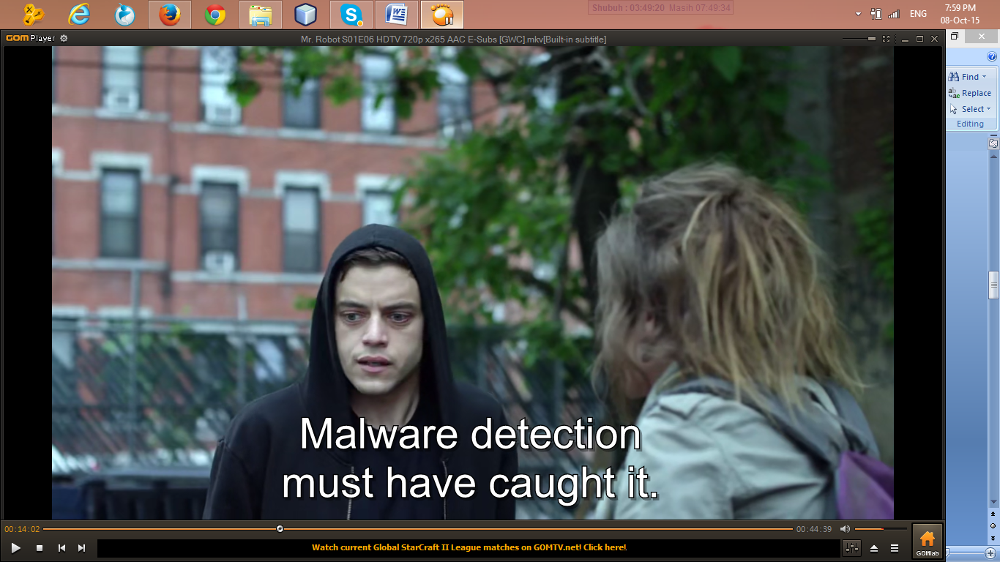 Shubuh : 03:49:20 Masih 07:49:34
ENG
7:59 PM
08-Oct-15
GOM Player
Mr. Robot S01E06 HDTV 720p x265 AAC E-Subs [GWC].mkv[Built-in subtitle]
Find
Replace
Select
Editing
Malware detection
must have caught it.
00:14:02
00:44:39
Watch current Global StarCraft II League matches on GOMTV.net! Click here!
GOMlab